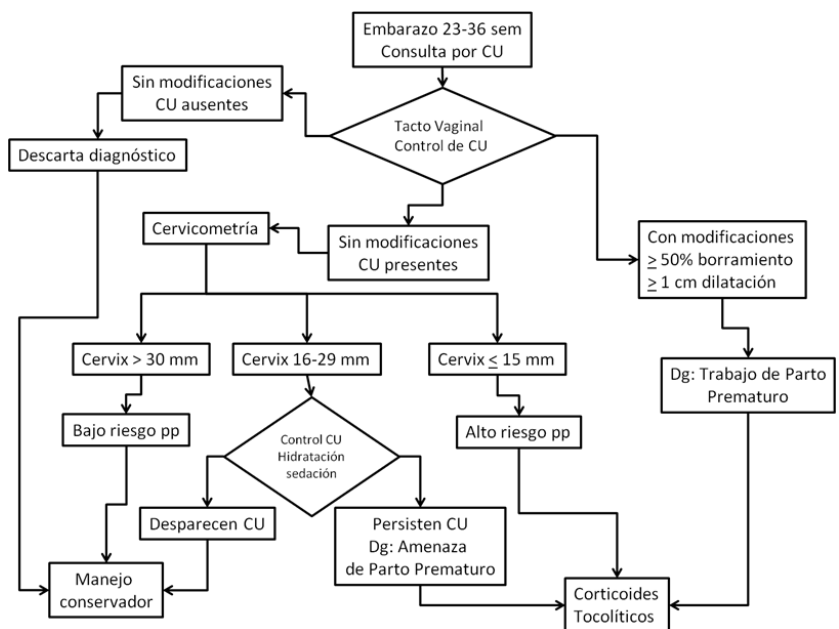 Embarazo 23-36 sem
Consulta por CU
Sin modificaciones
CU ausentes
Tacto Vaginal
Control de CU
Descarta diagnóstico
Cervicometría
Sin modificaciones
CU presentes
Con modificaciones
≥ 50% borramiento
≥ 1 cm dilatación
Cervix > 30 mm
Cervix 16-29 mm
Cervix ≤ 15 mm
Dg: Trabajo de Parto
Prematuro
Bajo riesgo pp
Control CU
Hidratación
sedación
Alto riesgo pp
Desparecen CU
Persisten CU
Dg: Amenaza
de Parto Prematuro
Manejo
conservador
Corticoides
Tocolíticos